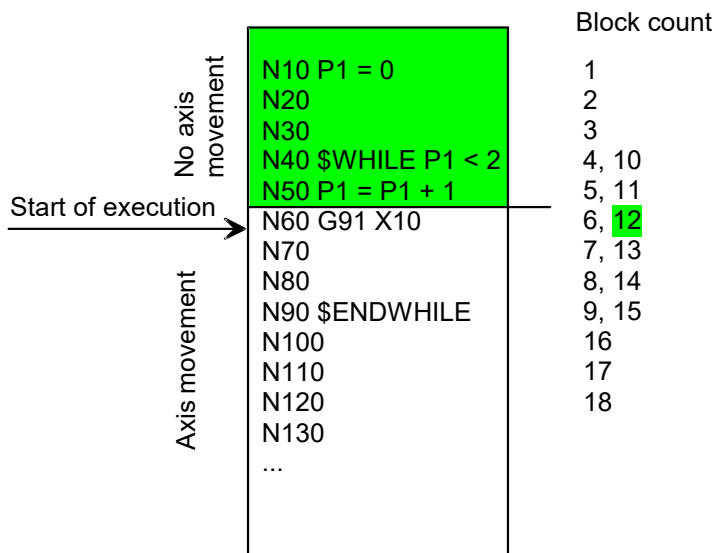 Block count
No axis
movement
N10 P1 = 0 1
N20 2
N30 3
N40 $WHILE P1 < 2 4, 10
N50 P1 = P1 + 1 5, 11
Start of execution
N60 G91 X10 6, 12
N70 7, 13
N80 8, 14
N90 $ENDWHILE 9, 15
N100 16
N110 17
N120 18
N130
...
Axis movement